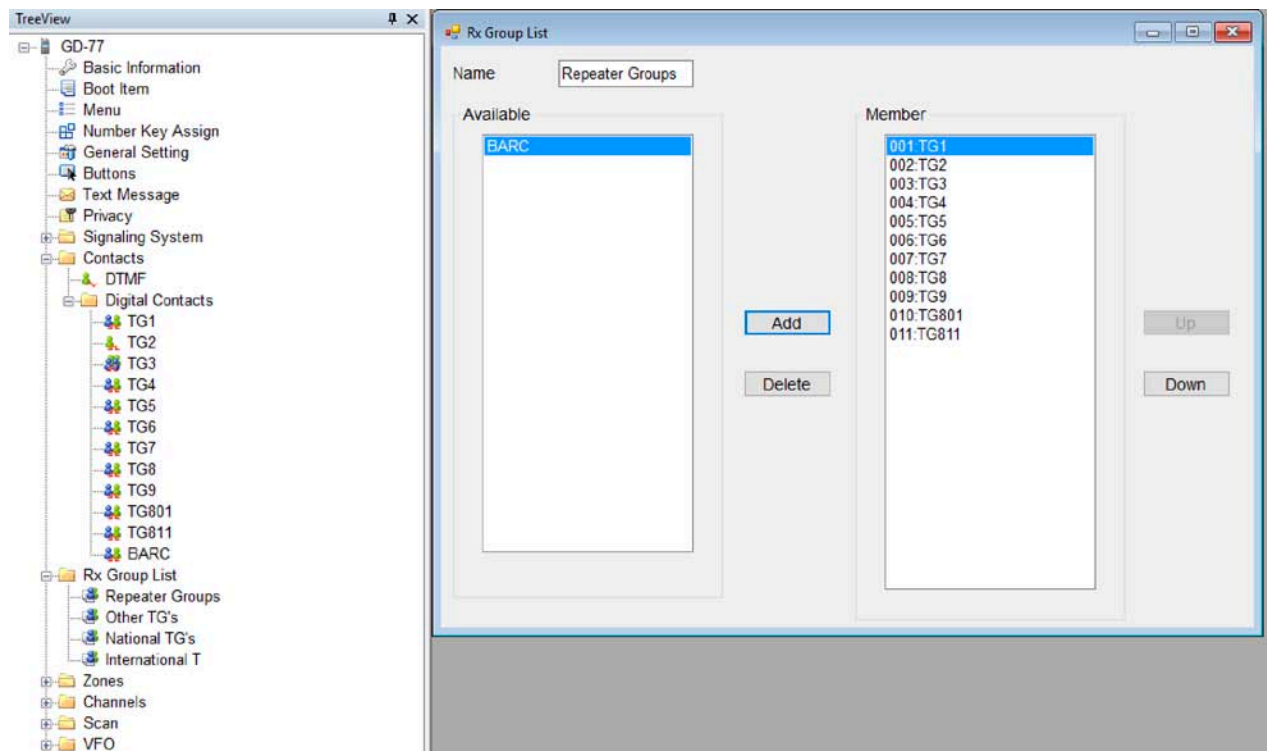 TreeView
GD-77
Basic Information
Boot Item
Menu
Number Key Assign
General Setting
Buttons
Text Message
Privacy
Signaling System
Contacts
DTMF
Digital Contacts
TG1
TG2
TG3
TG4
TG5
TG6
TG7
TG8
TG9
TG801
TG811
BARC
Rx Group List
Repeater Groups
Other TG's
National TG's
International T
Zones
Channels
Scan
VFO
Rx Group List
Name Repeater Groups
Available
BARC
Add
Delete
Member
001:TG1
002:TG2
003:TG3
004:TG4
005:TG5
006:TG6
007:TG7
008:TG8
009:TG9
010:TG801
011:TG811
Up
Down